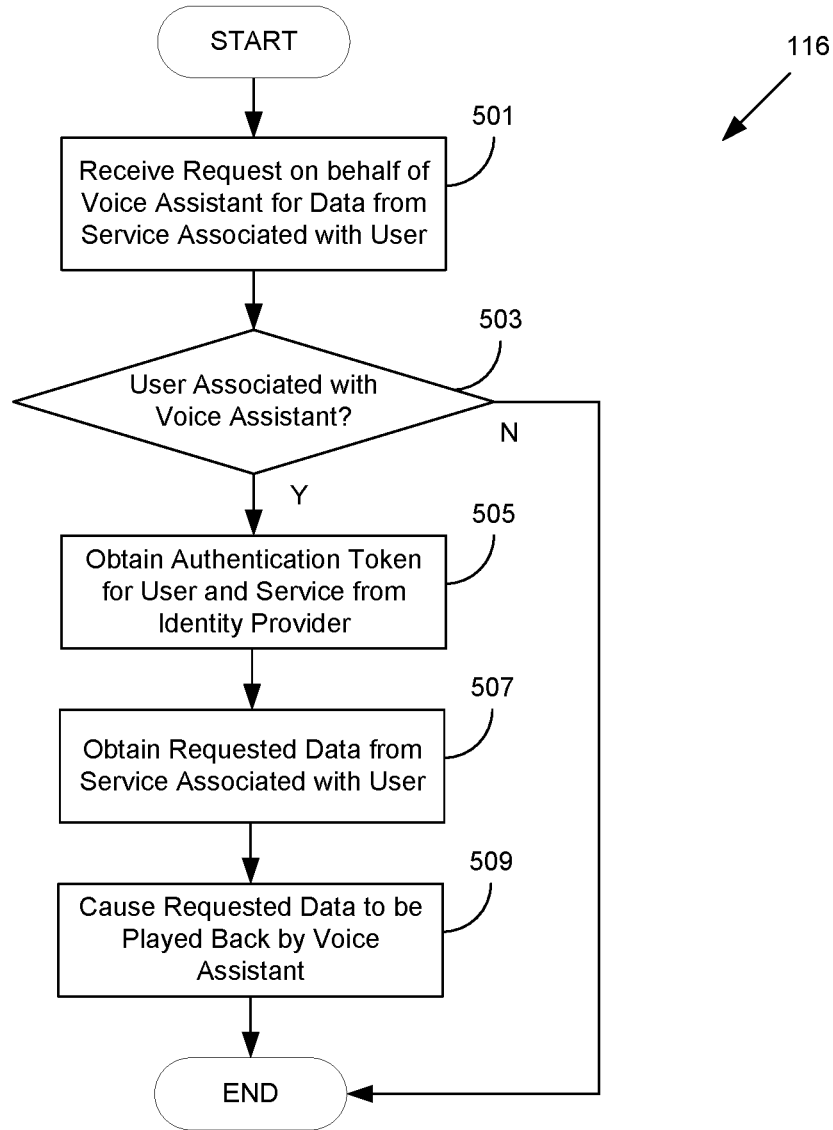 START
116
501
Receive Request on behalf of
Voice Assistant for Data from
Service Associated with User
503
User Associated with
Voice Assistant?
N
Y
505
Obtain Authentication Token
for User and Service from
Identity Provider
507
Obtain Requested Data from
Service Associated with User
509
Cause Requested Data to be
Played Back by Voice
Assistant
END